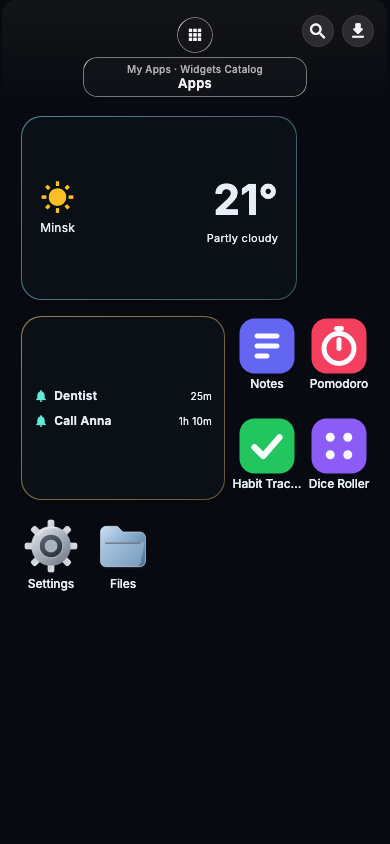 My Apps · Widgets Catalog
Apps
21°
Minsk
Partly cloudy
Dentist 25m
Call Anna 1h 10m
Notes
Pomodoro
Habit Trac...
Dice Roller
Settings
Files